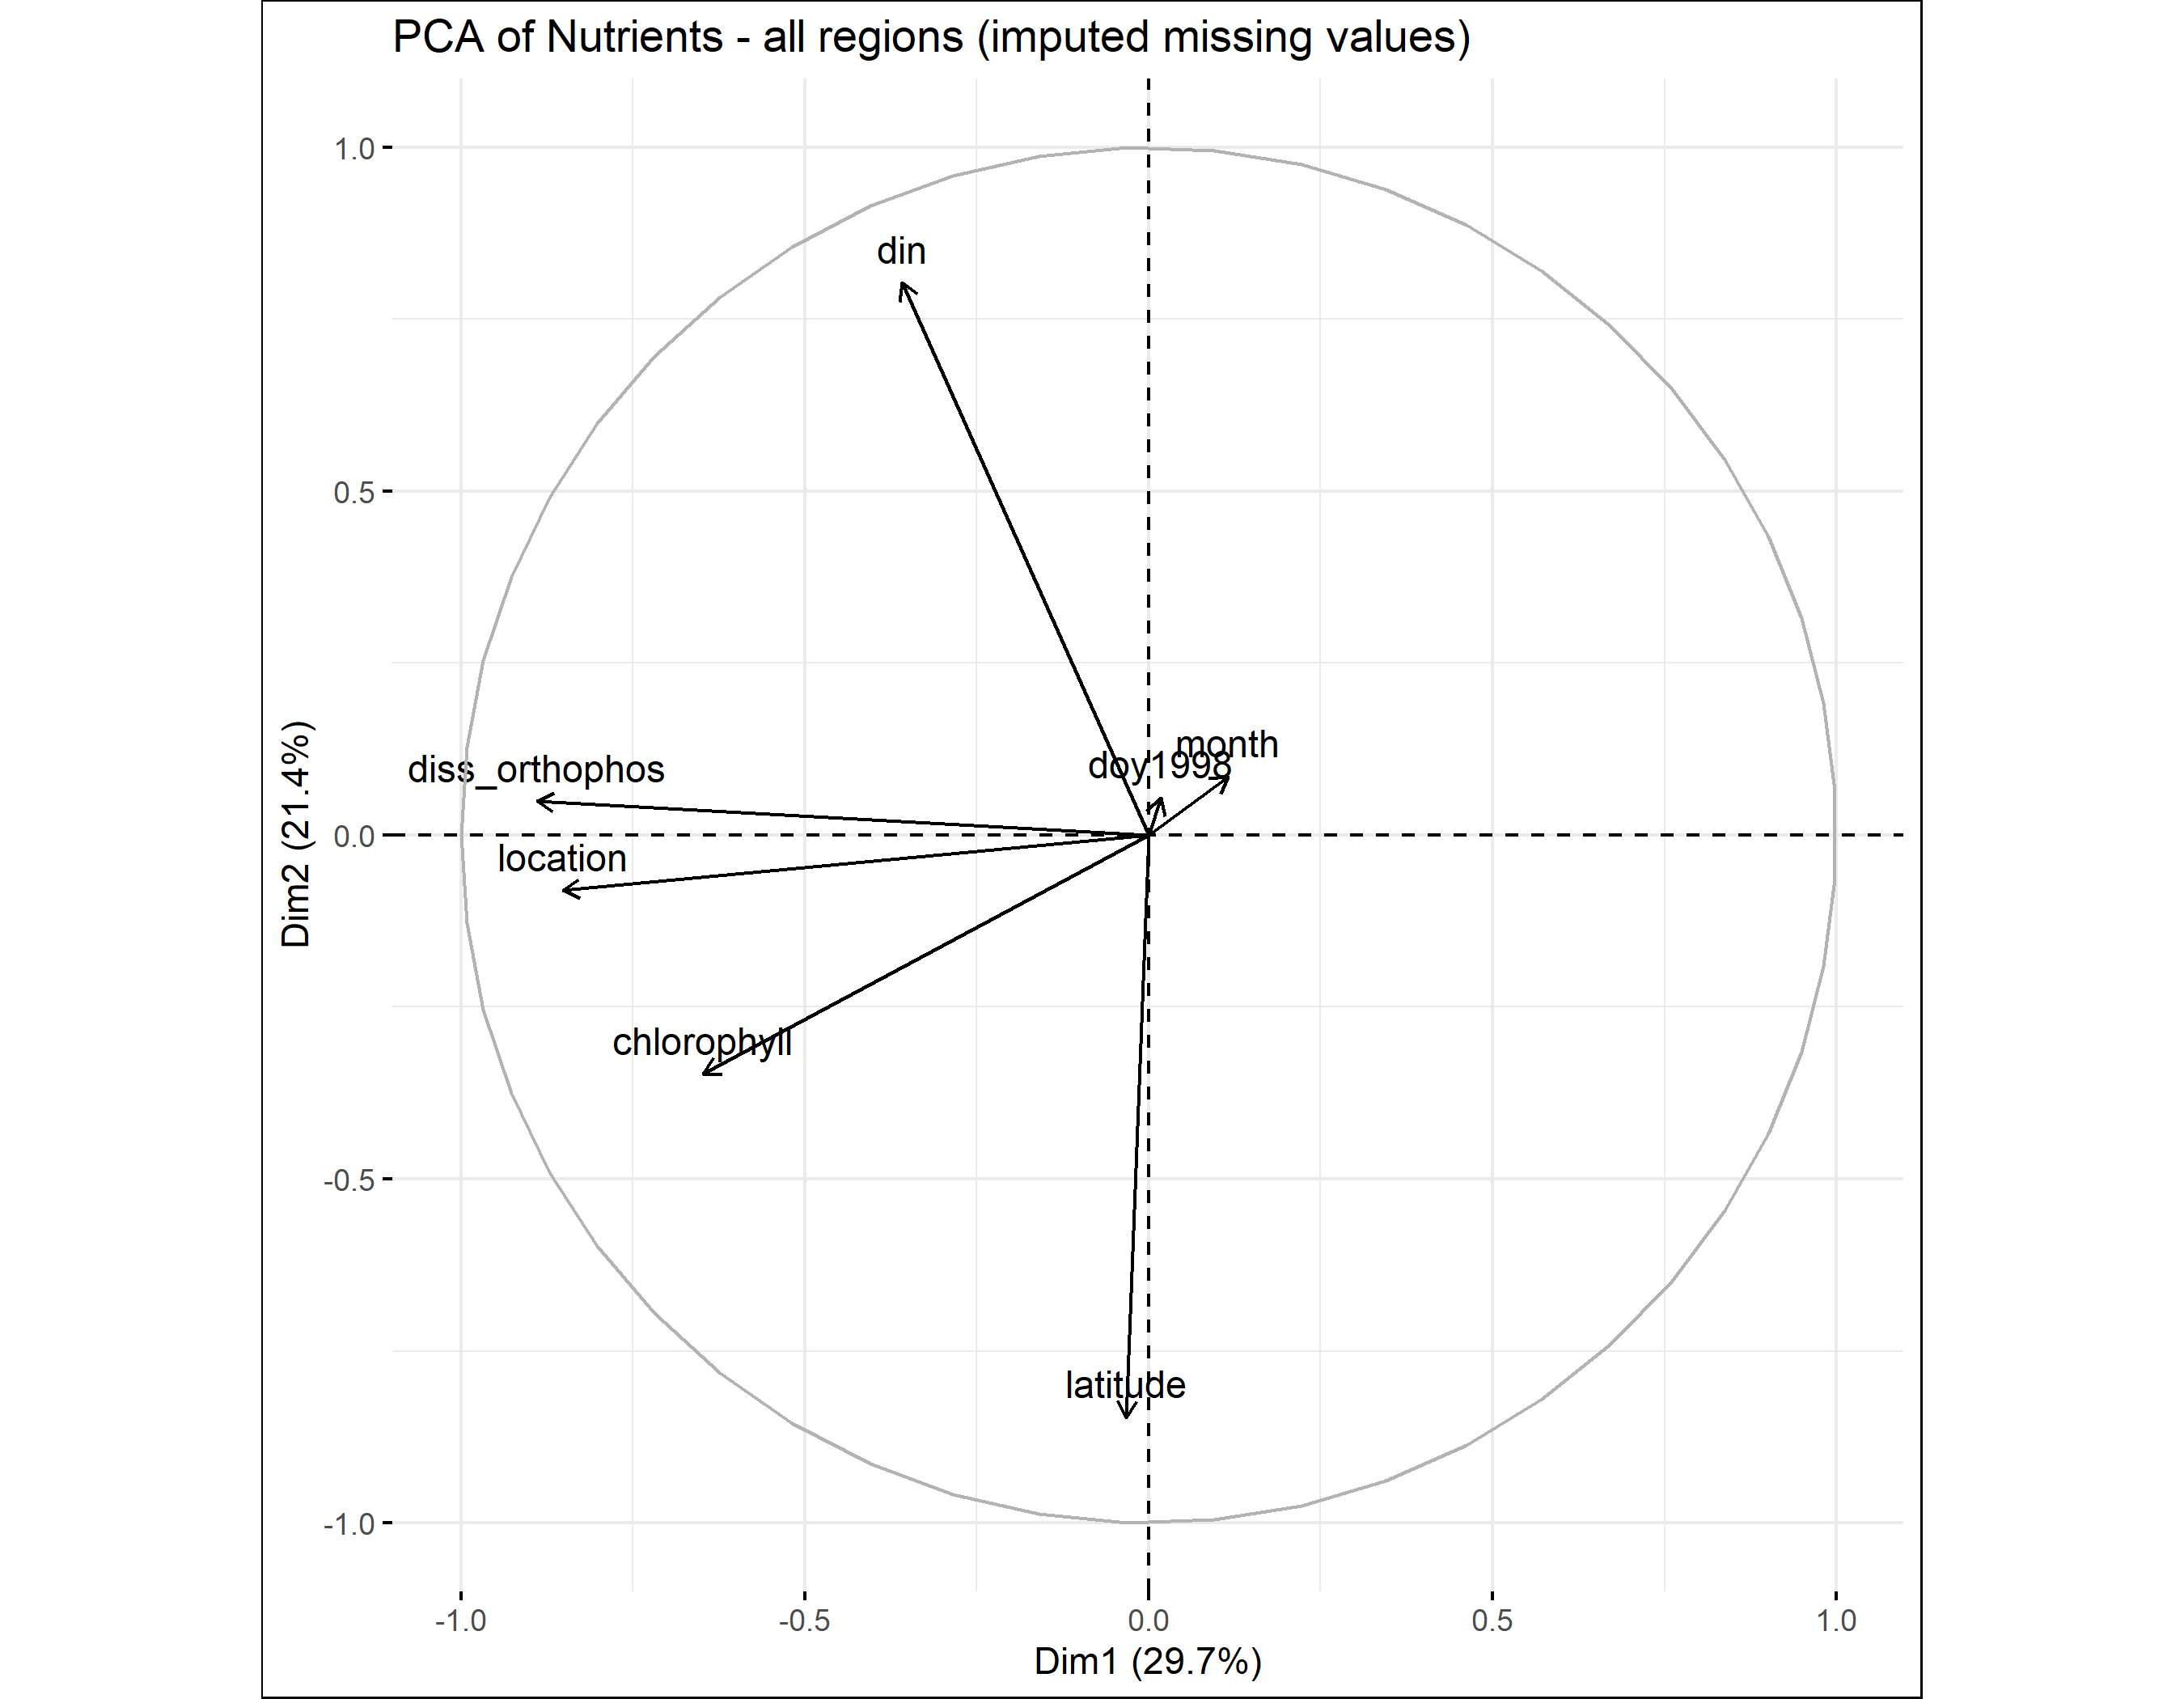 PCA of Nutrients - all regions (imputed missing values)
1.0
din
0.5
month
doy1998
diss_orthophos
0.0
location
Dim2 (21.4%)
chlorophyll
-0.5
latitude
-1.0
-1.0 -0.5 0.0 0.5 1.0
Dim1 (29.7%)